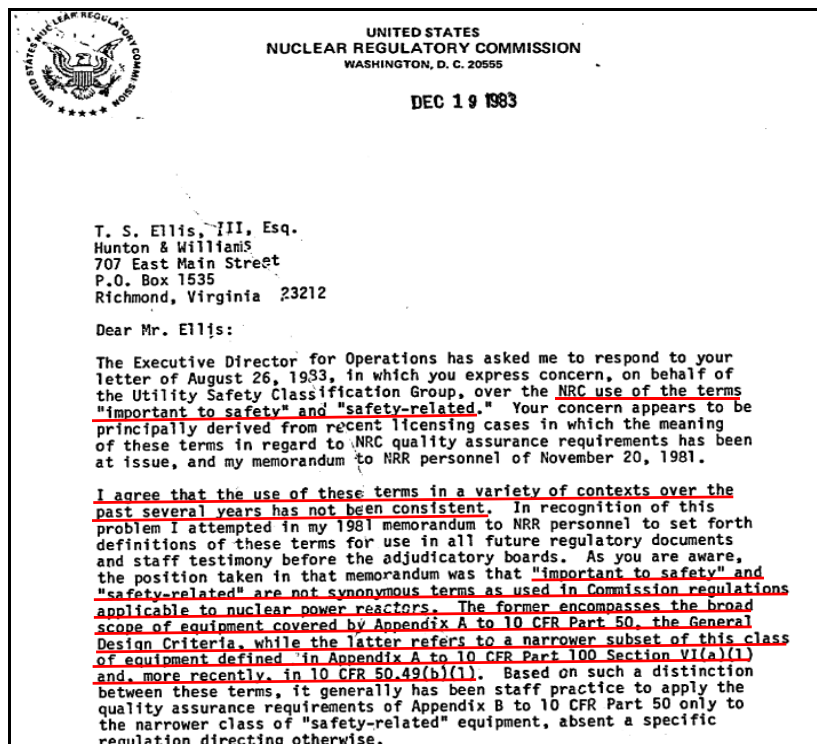 UNITED STATES NUCLEAR REGULATORY COMMISSION
UNITED STATES
NUCLEAR REGULATORY COMMISSION
WASHINGTON, D. C. 20555
DEC 19 1983
T. S. Ellis, III, Esq.
Hunton & Williams
707 East Main Street
P.O. Box 1535
Richmond, Virginia 23212
Dear Mr. Ellis:
The Executive Director for Operations has asked me to respond to your
letter of August 26, 1983, in which you express concern, on behalf of
the Utility Safety Classification Group, over the NRC use of the terms
"important to safety" and "safety-related." Your concern appears to be
principally derived from recent licensing cases in which the meaning
of these terms in regard to NRC quality assurance requirements has been
at issue, and my memorandum to NRR personnel of November 20, 1981.
I agree that the use of these terms in a variety of contexts over the
past several years has not been consistent. In recognition of this
problem I attempted in my 1981 memorandum to NRR personnel to set forth
definitions of these terms for use in all future regulatory documents
and staff testimony before the adjudicatory boards. As you are aware,
the position taken in that memorandum was that "important to safety" and
"safety-related" are not synonymous terms as used in Commission regulations
applicable to nuclear power reactors. The former encompasses the broad
scope of equipment covered by Appendix A to 10 CFR Part 50, the General
Design Criteria, while the latter refers to a narrower subset of this class
of equipment defined in Appendix A to 10 CFR Part 100 Section VI(a)(1)
and, more recently, in 10 CFR 50.49(b)(1). Based on such a distinction
between these terms, it generally has been staff practice to apply the
quality assurance requirements of Appendix B to 10 CFR Part 50 only to
the narrower class of "safety-related" equipment, absent a specific
regulation directing otherwise.